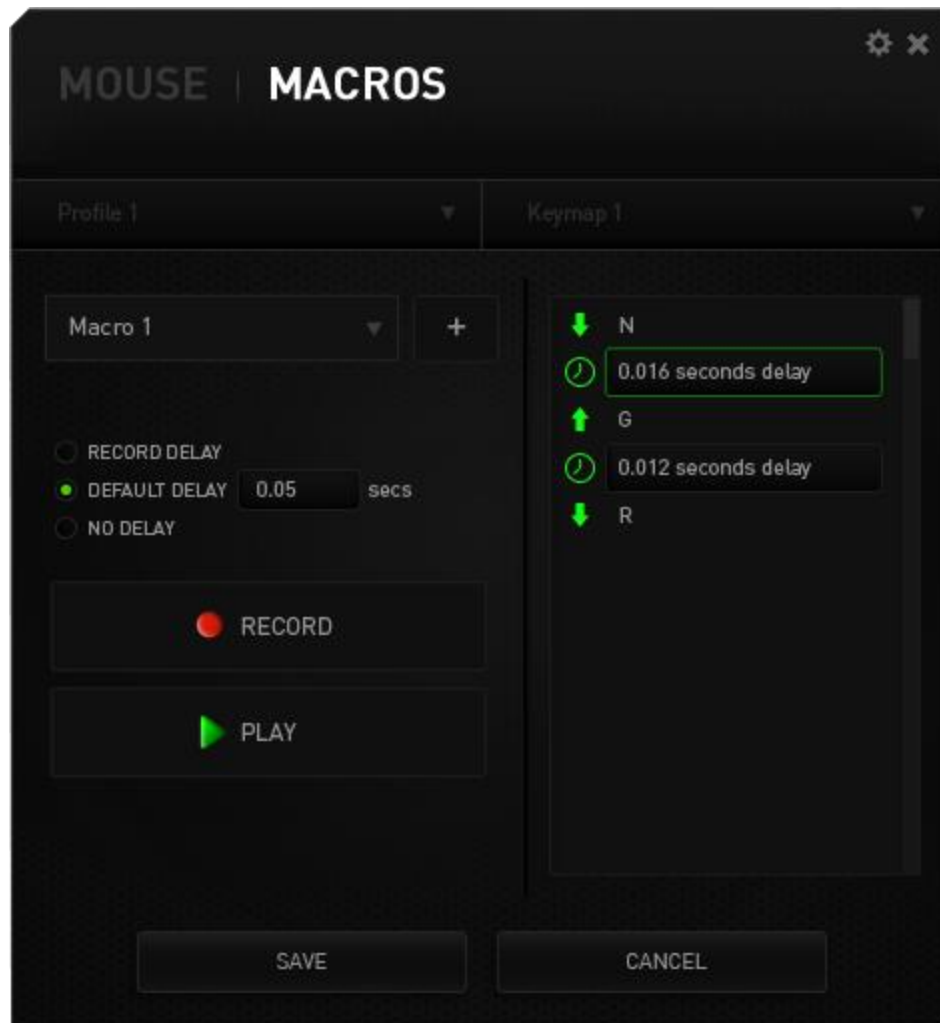 MOUSE | MACROS
Profile 1
Keymap 1
Macro 1
+
RECORD DELAY
DEFAULT DELAY 0.05 secs
NO DELAY
RECORD
PLAY
N
0.016 seconds delay
G
0.012 seconds delay
R
SAVE
CANCEL